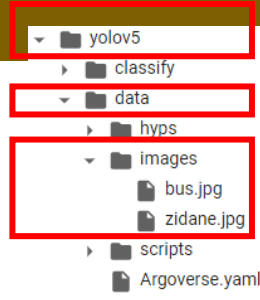 yolov5
classify
data
hyps
images
bus.jpg
zidane.jpg
scripts
Argoverse.yaml